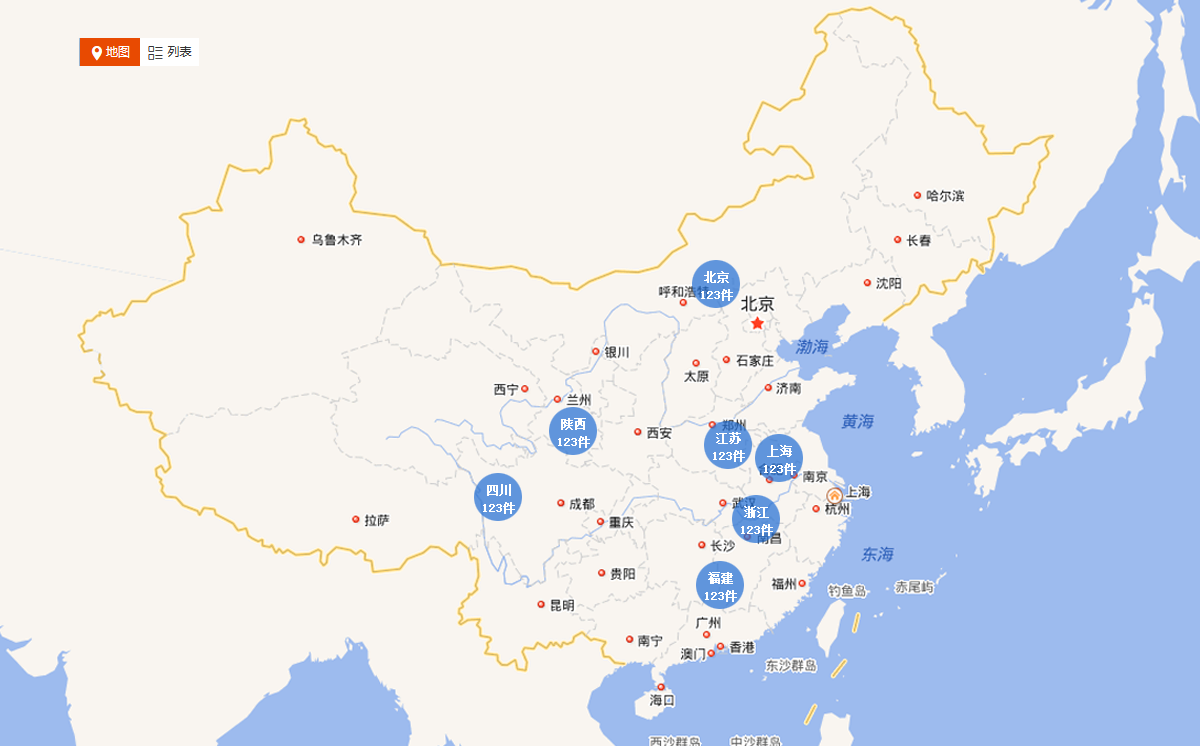 地图
列表
哈尔滨
乌鲁木齐
长春
北京
123件
沈阳
呼和浩特
北京
渤海
银川
石家庄
太原
西宁
济南
兰州
陕西
123件
黄海
郑州
西安
江苏
123件
上海
123件
南京
四川
123件
上海
成都
武汉
杭州
浙江
123件
拉萨
重庆
南昌
长沙
东海
贵阳
福建
123件
福州
钓鱼岛
赤尾屿
昆明
广州
南宁
香港
澳门
东沙群岛
海口
西沙群岛
中沙群岛